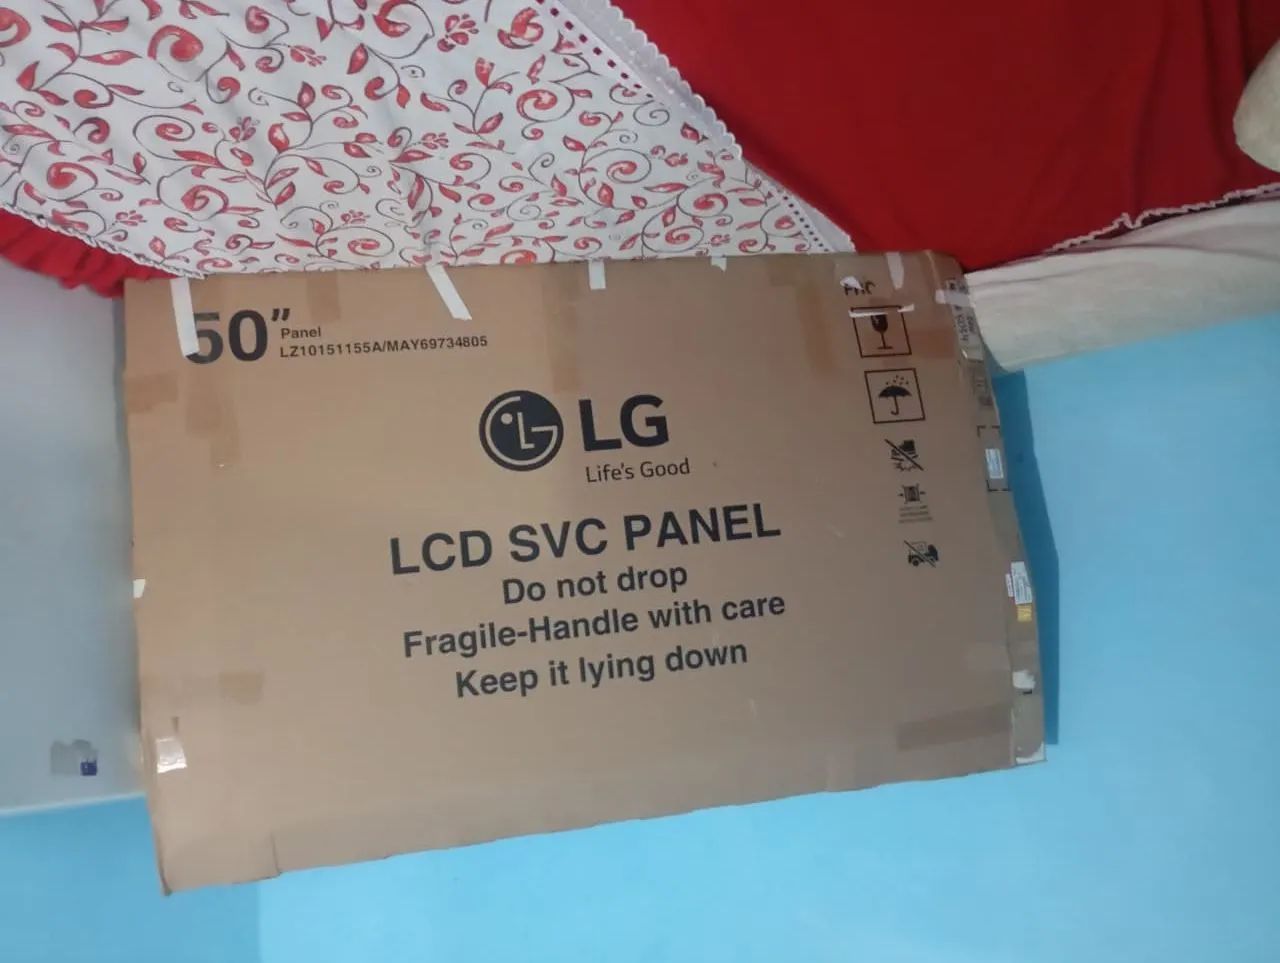 50” Panel
LZ10151155A/MAY69734805
LG
Life's Good
LCD SVC PANEL
Do not drop
Fragile-Handle with care
Keep it lying down